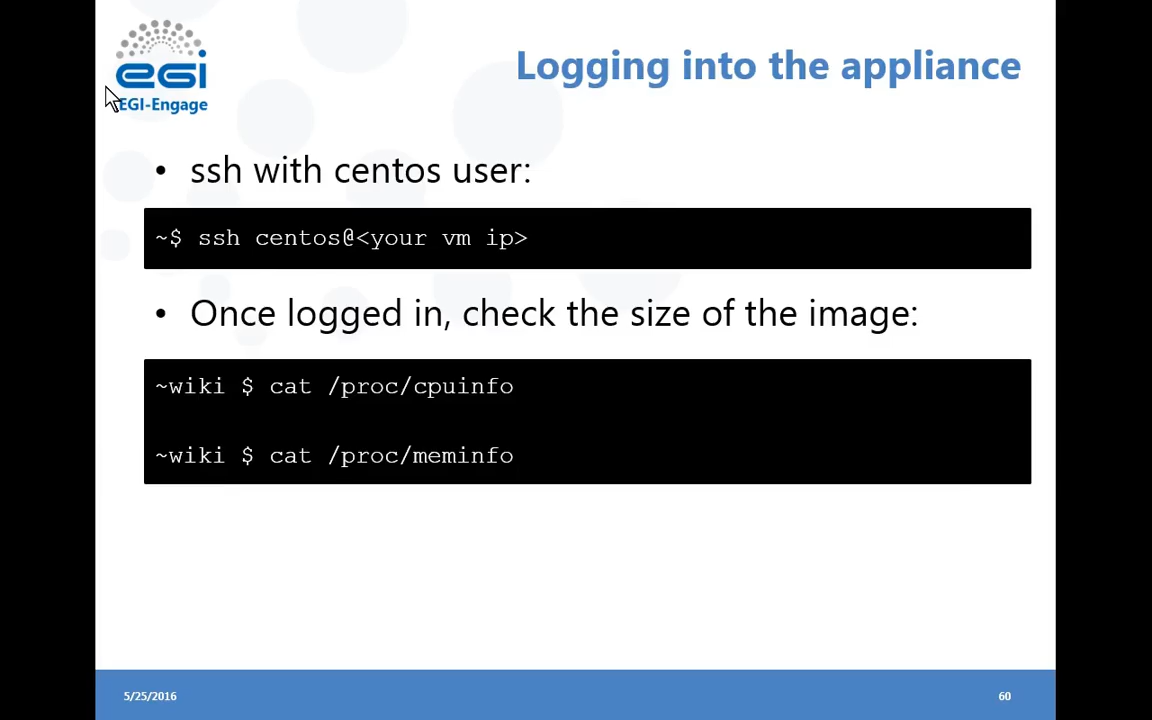 egi
EGI-Engage
Logging into the appliance
• ssh with centos user:
~$ ssh centos@<your vm ip>
• Once logged in, check the size of the image:
~wiki $ cat /proc/cpuinfo
~wiki $ cat /proc/meminfo
5/25/2016
60